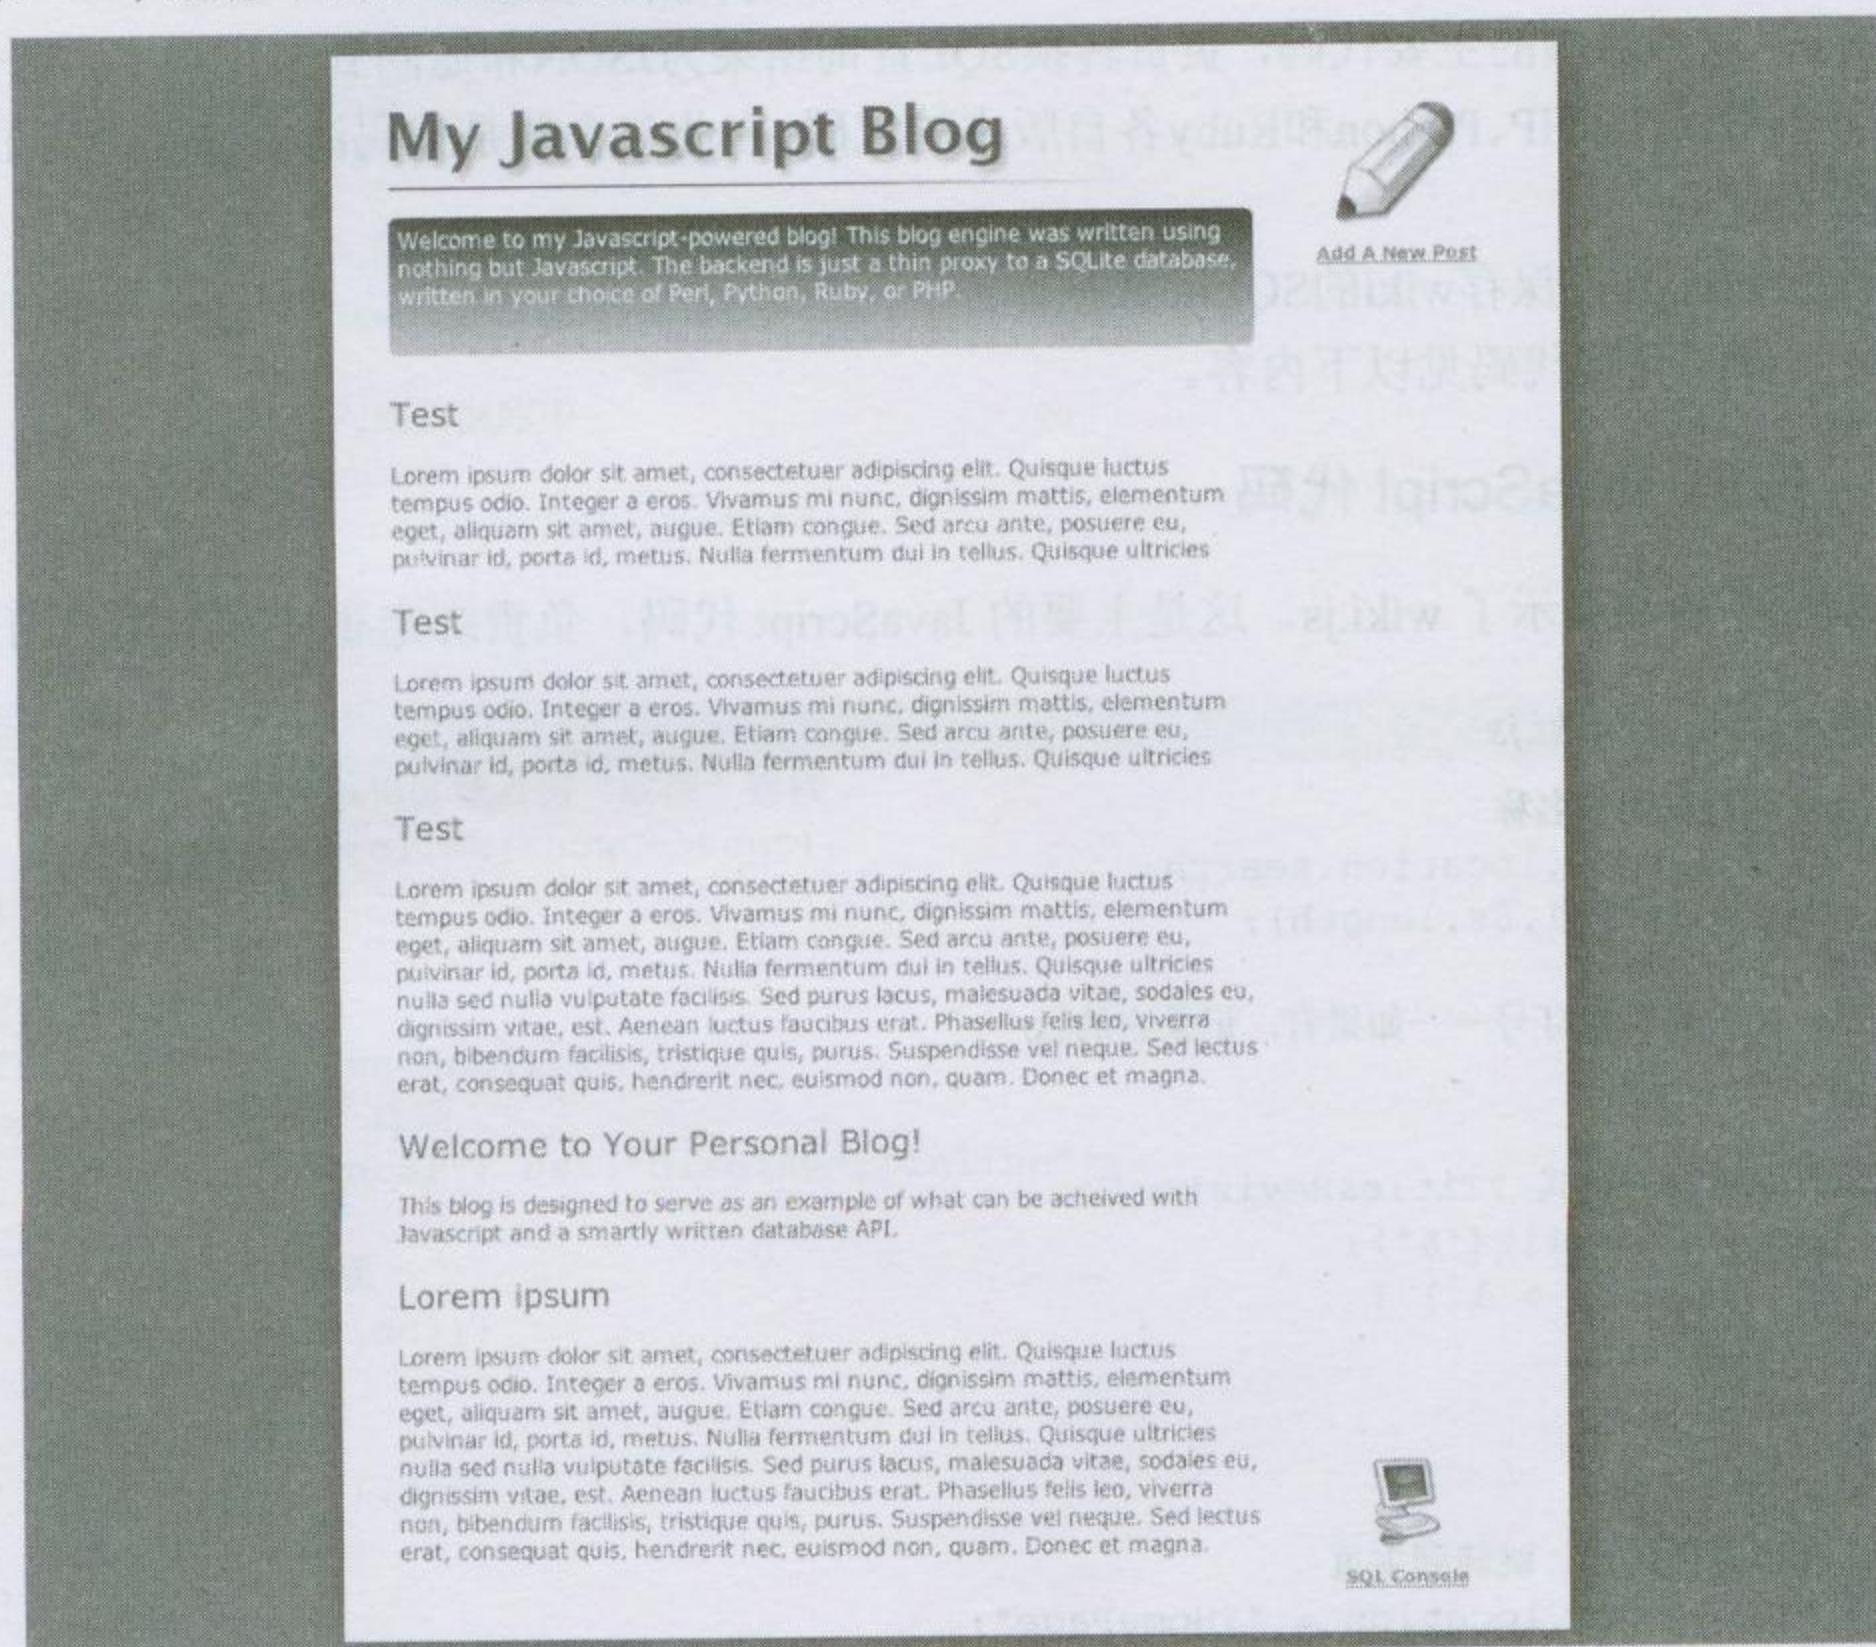 My Javascript Blog
Add A New Post
Welcome to my Javascript-powered blog! This blog engine was written using
nothing but Javascript. The backend is just a thin proxy to a SQLite database,
written in your choice of Perl, Python, Ruby, or PHP.
Test
Lorem ipsum dolor sit amet, consectetuer adipiscing elit. Quisque luctus
tempus odio. Integer a eros. Vivamus mi nunc, dignissim mattis, elementum
eget, aliquam sit amet, augue. Etiam congue. Sed arcu ante, posuere eu,
pulvinar id, porta id, metus. Nulla fermentum dui in tellus. Quisque ultricies
Test
Lorem ipsum dolor sit amet, consectetuer adipiscing elit. Quisque luctus
tempus odio. Integer a eros. Vivamus mi nunc, dignissim mattis, elementum
eget, aliquam sit amet, augue. Etiam congue. Sed arcu ante, posuere eu,
pulvinar id, porta id, metus. Nulla fermentum dui in tellus. Quisque ultricies
Test
Lorem ipsum dolor sit amet, consectetuer adipiscing elit. Quisque luctus
tempus odio. Integer a eros. Vivamus mi nunc, dignissim mattis, elementum
eget, aliquam sit amet, augue. Etiam congue. Sed arcu ante, posuere eu,
pulvinar id, porta id, metus. Nulla fermentum dui in tellus. Quisque ultricies
nulla sed nulla vulputate facilisis. Sed purus lacus, malesuada vitae, sodales eu,
dignissim vitae, est. Aenean luctus faucibus erat. Phasellus felis leo, viverra
non, bibendum facilisis, tristique quis, purus. Suspendisse vel neque. Sed lectus
erat, consequat quis, hendrerit nec, euismod non, quam. Donec et magna.
Welcome to Your Personal Blog!
This blog is designed to serve as an example of what can be acheived with
Javascript and a smartly written database API.
Lorem ipsum
Lorem ipsum dolor sit amet, consectetuer adipiscing elit. Quisque luctus
tempus odio. Integer a eros. Vivamus mi nunc, dignissim mattis, elementum
eget, aliquam sit amet, augue. Etiam congue. Sed arcu ante, posuere eu,
pulvinar id, porta id, metus. Nulla fermentum dui in tellus. Quisque ultricies
nulla sed nulla vulputate facilisis. Sed purus lacus, malesuada vitae, sodales eu,
dignissim vitae, est. Aenean luctus faucibus erat. Phasellus felis leo, viverra
non, bibendum facilisis, tristique quis, purus. Suspendisse vel neque. Sed lectus
erat, consequat quis, hendrerit nec, euismod non, quam. Donec et magna.
SQL Console